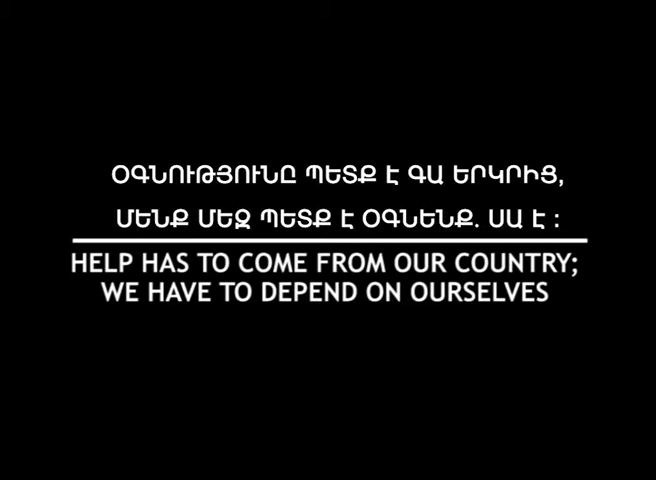 ՕԳՆՈՒԹՅՈՒՆԸ ՊԵՏՔ Է ԳԱ ԵՐԿՐԻՑ,
ՄԵՆՔ ՄԵԶ ՊԵՏՔ Է ՕԳՆԵՆՔ. ՍԱ Է :
HELP HAS TO COME FROM OUR COUNTRY;
WE HAVE TO DEPEND ON OURSELVES